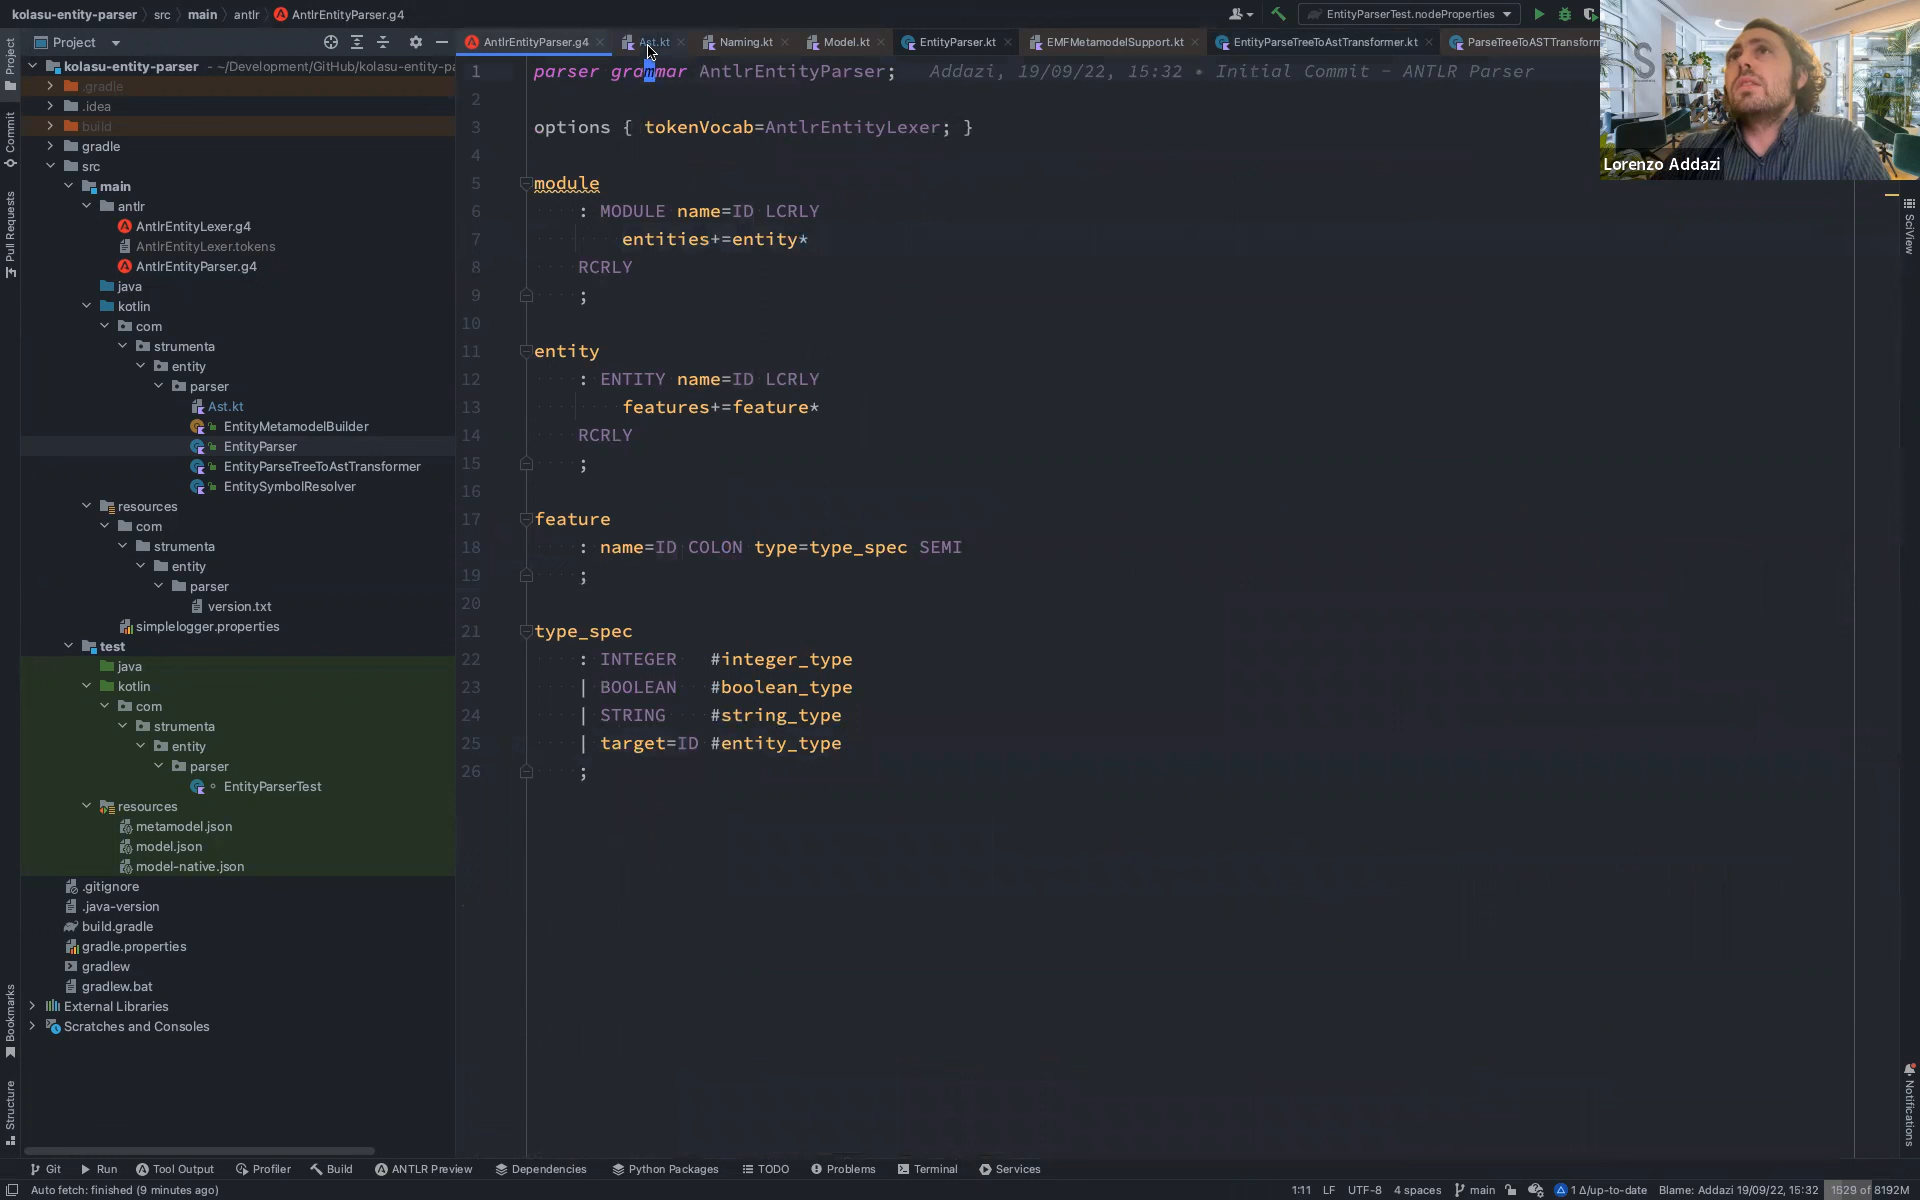 kolasu-entity-parser › src › main › antlr › AntlrEntityParser.g4
EntityParserTest.nodeProperties
Project
AntlrEntityParser.g4
Ast.kt
Naming.kt
Model.kt
EntityParser.kt
EMFMetamodelSupport.kt
EntityParseTreeToAstTransformer.kt
ParseTreeToASTTransform
kolasu-entity-parser - ~/Development/GitHub/kolasu-entity-pa
.gradle
.idea
build
gradle
src
main
antlr
AntlrEntityLexer.g4
AntlrEntityLexer.tokens
AntlrEntityParser.g4
java
kotlin
com
strumenta
entity
parser
Ast.kt
EntityMetamodelBuilder
EntityParser
EntityParseTreeToAstTransformer
EntitySymbolResolver
resources
com
strumenta
entity
parser
version.txt
simplelogger.properties
test
java
kotlin
com
strumenta
entity
parser
EntityParserTest
resources
metamodel.json
model.json
model-native.json
.gitignore
.java-version
build.gradle
gradle.properties
gradlew
gradlew.bat
External Libraries
Scratches and Consoles
1 parser grammar AntlrEntityParser; Addazi, 19/09/22, 15:32 • Initial Commit – ANTLR Parser
2
3 options { tokenVocab=AntlrEntityLexer; }
4
5 module
6 : MODULE name=ID LCRLY
7 entities+=entity*
8 RCRLY
9 ;
10
11 entity
12 : ENTITY name=ID LCRLY
13 features+=feature*
14 RCRLY
15 ;
16
17 feature
18 : name=ID COLON type=type_spec SEMI
19 ;
20
21 type_spec
22 : INTEGER #integer_type
23 | BOOLEAN #boolean_type
24 | STRING #string_type
25 | target=ID #entity_type
26 ;
Lorenzo Addazi
Project
Commit
Pull Requests
Bookmarks
Structure
SciView
Notifications
Git Run Tool Output Profiler Build ANTLR Preview Dependencies Python Packages TODO Problems Terminal Services
Auto fetch: finished (9 minutes ago)
1:11 LF UTF-8 4 spaces main 1 Δ/up-to-date Blame: Addazi 19/09/22, 15:32 1529 of 8192M